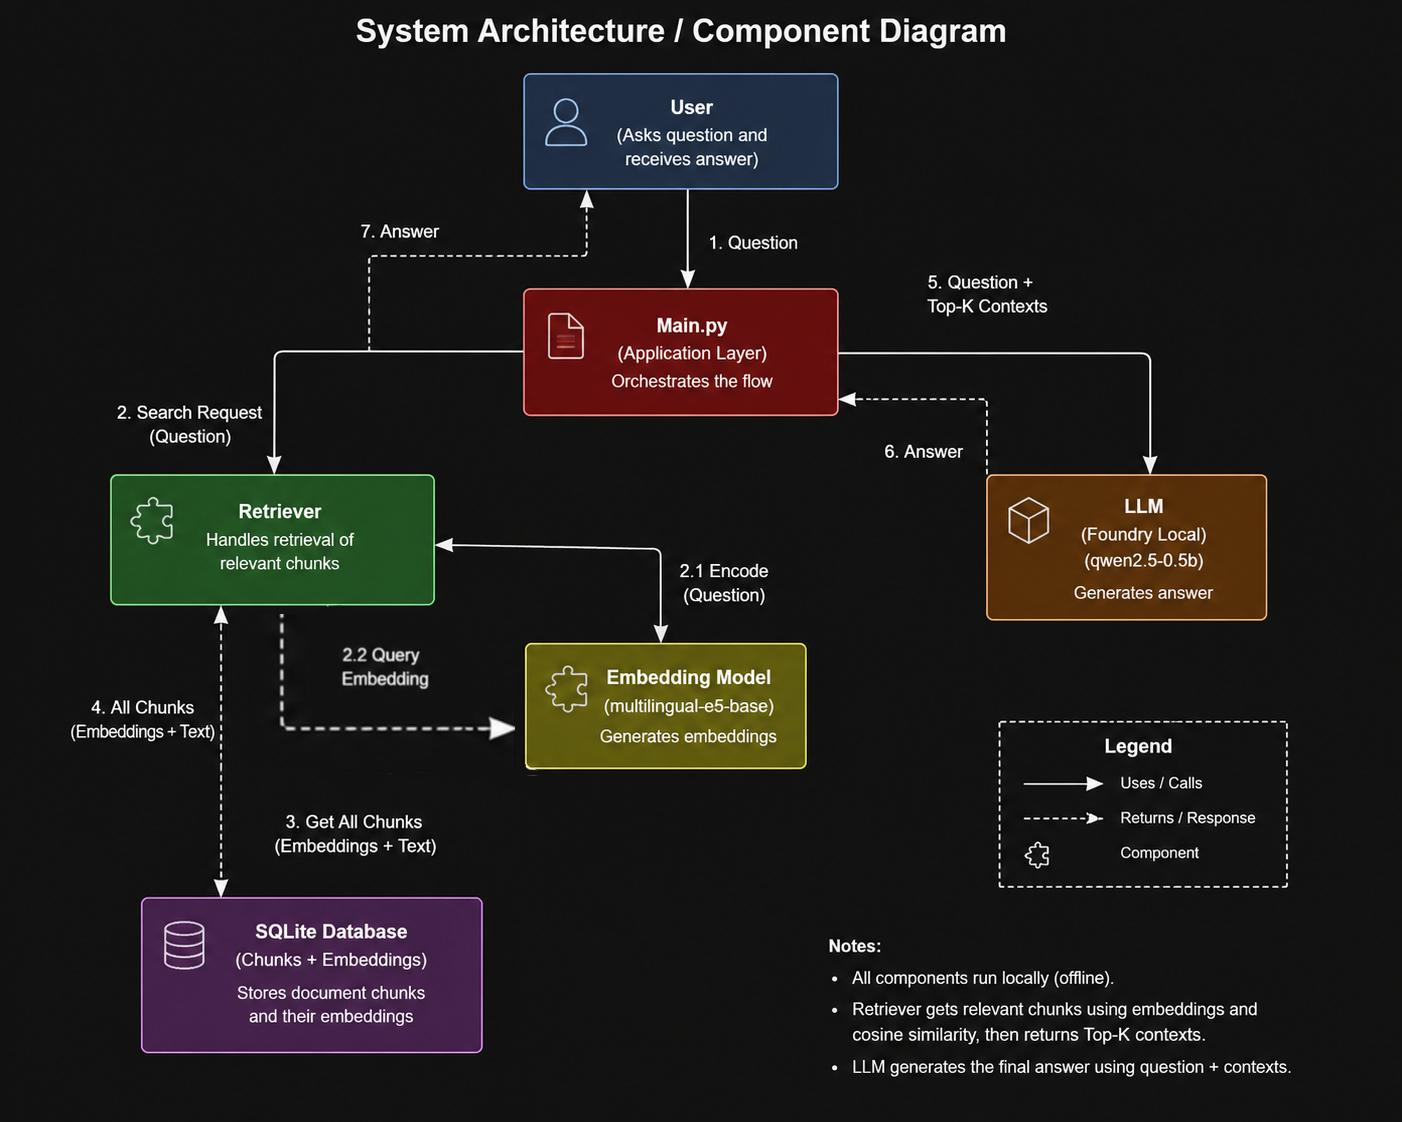 System Architecture / Component Diagram
User
(Asks question and
receives answer)
7. Answer
1. Question
5. Question +
Top-K Contexts
Main.py
(Application Layer)
Orchestrates the flow
2. Search Request
(Question)
6. Answer
Retriever
Handles retrieval of
relevant chunks
LLM
(Foundry Local)
(qwen2.5-0.5b)
Generates answer
2.1 Encode
(Question)
2.2 Query
Embedding
Embedding Model
(multilingual-e5-base)
Generates embeddings
4. All Chunks
(Embeddings + Text)
Legend
Uses / Calls
Returns / Response
Component
3. Get All Chunks
(Embeddings + Text)
SQLite Database
(Chunks + Embeddings)
Stores document chunks
and their embeddings
Notes:
• All components run locally (offline).
• Retriever gets relevant chunks using embeddings and
cosine similarity, then returns Top-K contexts.
• LLM generates the final answer using question + contexts.